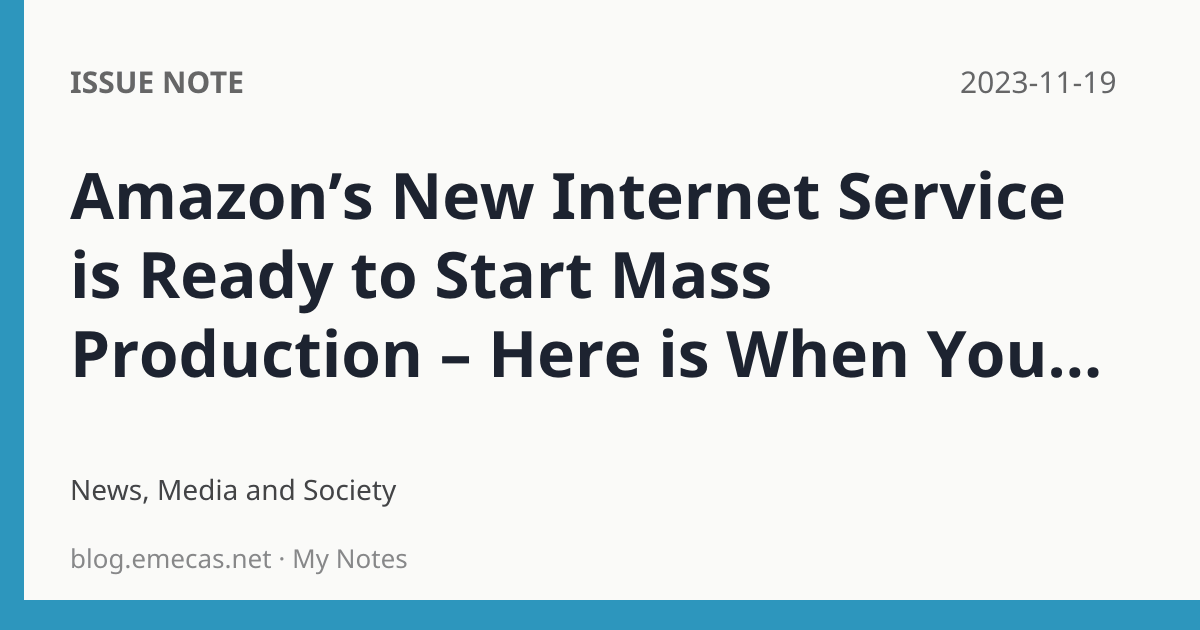 ISSUE NOTE
2023-11-19
Amazon’s New Internet Service
is Ready to Start Mass
Production – Here is When You…
News, Media and Society
blog.emecas.net · My Notes